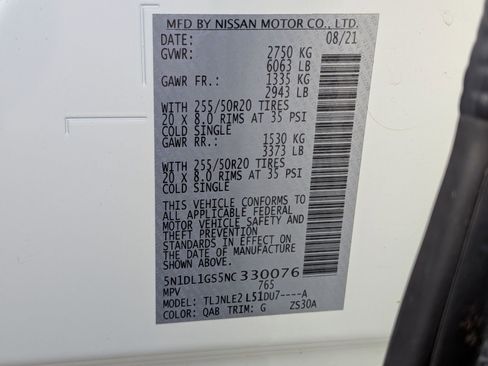 MFD BY NISSAN MOTOR CO., LTD.
DATE: 08/21
GVWR: 2750 KG
6063 LB
GAWR FR.: 1335 KG
2943 LB
WITH 255/50R20 TIRES
20 X 8.0 RIMS AT 35 PSI
COLD SINGLE
GAWR RR.: 1530 KG
3373 LB
WITH 255/50R20 TIRES
20 X 8.0 RIMS AT 35 PSI
COLD SINGLE
THIS VEHICLE CONFORMS TO
ALL APPLICABLE FEDERAL
MOTOR VEHICLE SAFETY AND
THEFT PREVENTION
STANDARDS IN EFFECT ON
THE DATE OF MANUFACTURE
SHOWN ABOVE
5N1DL1GS5NC330076
MPV 765
MODEL: TLJNLE2L51DU7----A
COLOR: QAB TRIM: G ZS30A